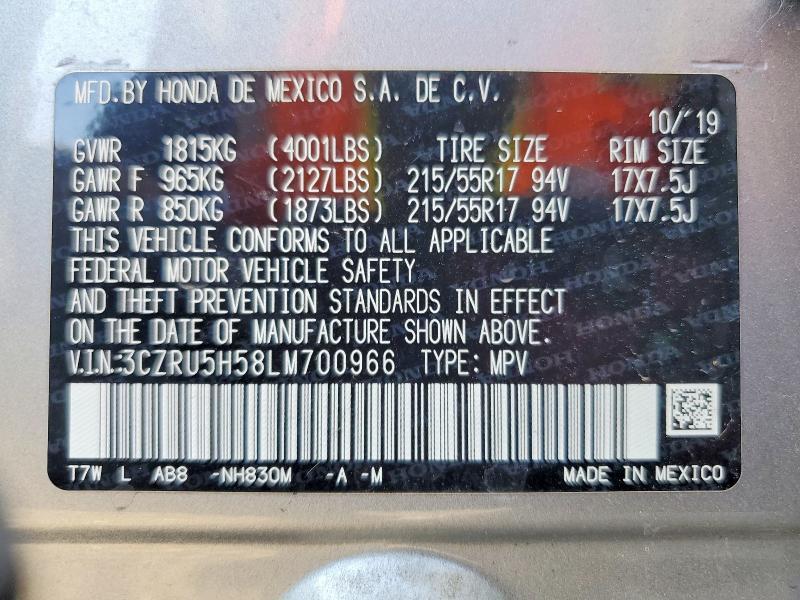 MFD. BY HONDA DE MEXICO S.A. DE C.V.
10/'19
GVWR 1815KG (4001LBS) TIRE SIZE RIM SIZE
GAWR F 965KG (2127LBS) 215/55R17 94V 17X7.5J
GAWR R 850KG (1873LBS) 215/55R17 94V 17X7.5J
THIS VEHICLE CONFORMS TO ALL APPLICABLE
FEDERAL MOTOR VEHICLE SAFETY
AND THEFT PREVENTION STANDARDS IN EFFECT
ON THE DATE OF MANUFACTURE SHOWN ABOVE.
V.I.N.:3CZRU5H58LM700966 TYPE: MPV
T7W L AB8 -NH830M -A -M MADE IN MEXICO